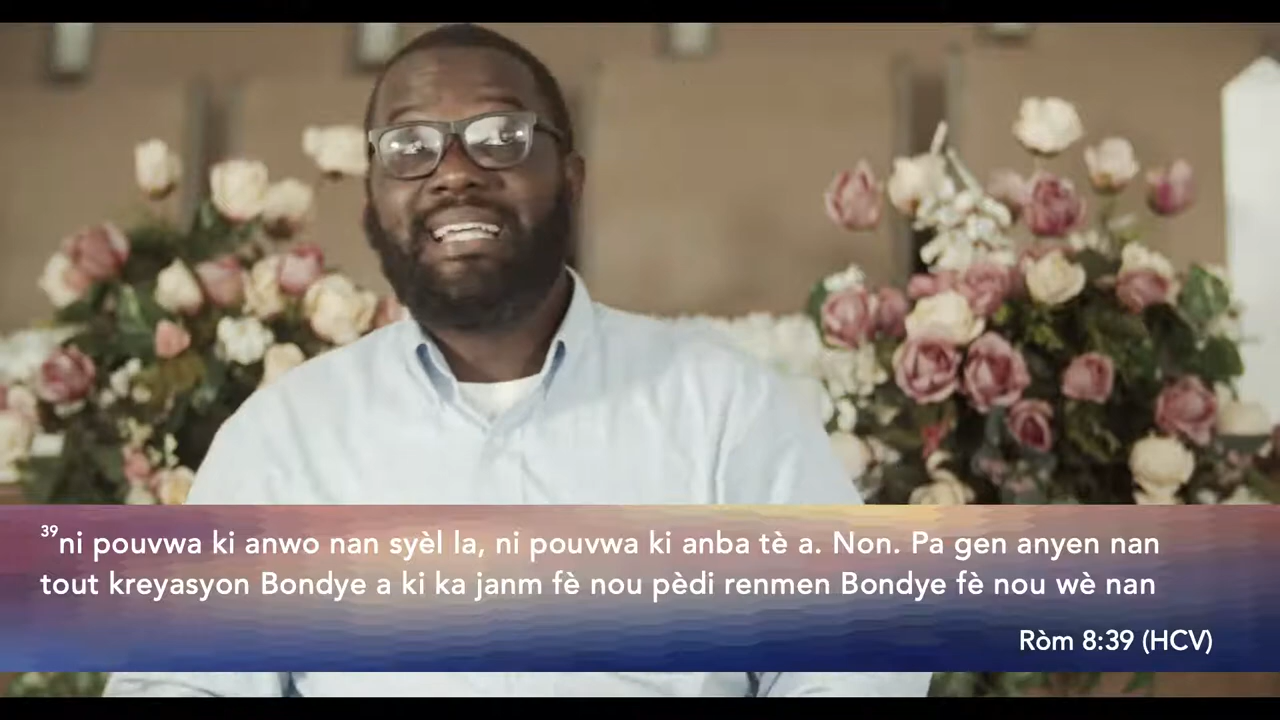 ³⁹ni pouvwa ki anwo nan syèl la, ni pouvwa ki anba tè a. Non. Pa gen anyen nan
tout kreyasyon Bondye a ki ka janm fè nou pèdi renmen Bondye fè nou wè nan
Ròm 8:39 (HCV)